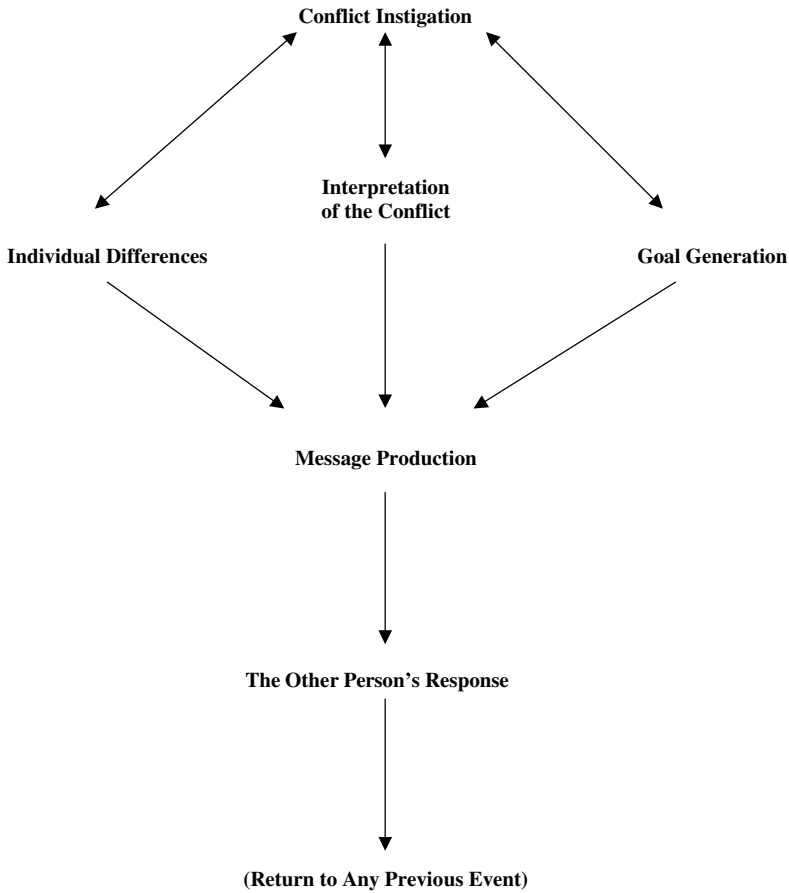 Conflict Instigation
Interpretation
of the Conflict
Individual Differences
Goal Generation
Message Production
The Other Person’s Response
(Return to Any Previous Event)